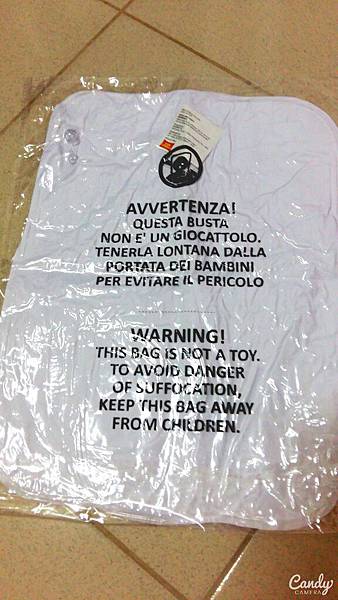 AVVERTENZA!
QUESTA BUSTA
NON E' UN GIOCATTOLO.
TENERLA LONTANA DALLA
PORTATA DEI BAMBINI
PER EVITARE IL PERICOLO
WARNING!
THIS BAG IS NOT A TOY.
TO AVOID DANGER
OF SUFFOCATION,
KEEP THIS BAG AWAY
FROM CHILDREN.
Candy
CAMERA